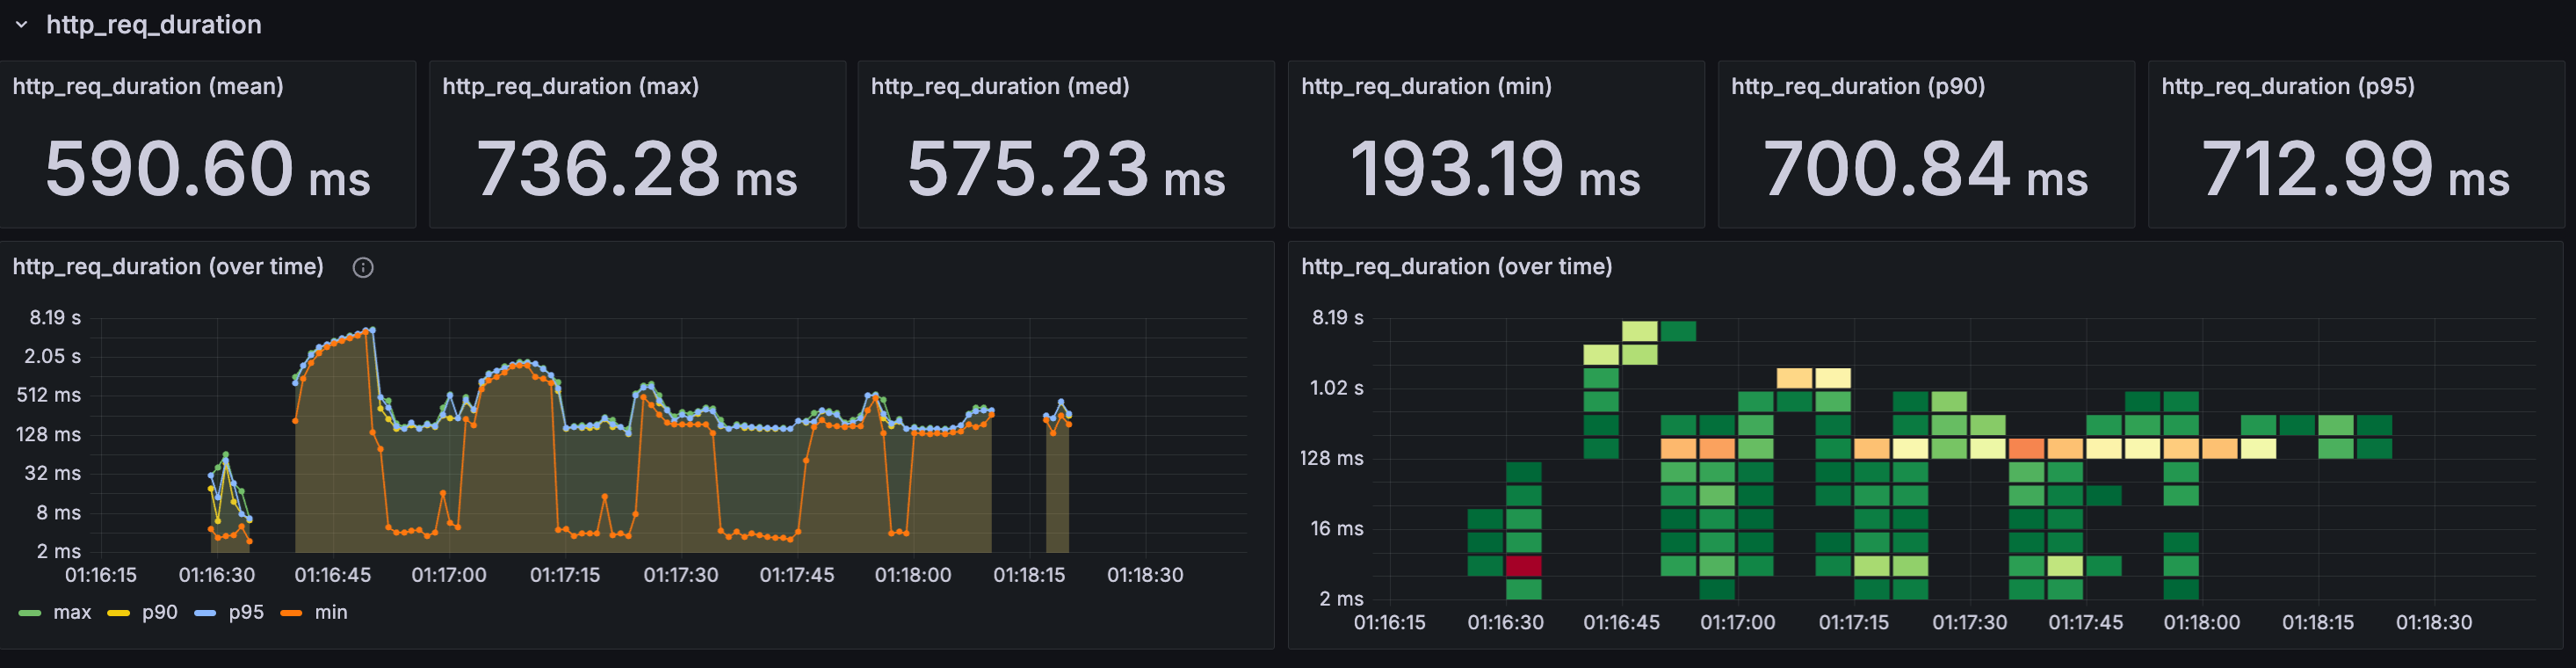 http_req_duration
http_req_duration (mean)
590.60 ms
http_req_duration (max)
736.28 ms
http_req_duration (med)
575.23 ms
http_req_duration (min)
193.19 ms
http_req_duration (p90)
700.84 ms
http_req_duration (p95)
712.99 ms
http_req_duration (over time)
8.19 s
2.05 s
512 ms
128 ms
32 ms
8 ms
2 ms
01:16:15 01:16:30 01:16:45 01:17:00 01:17:15 01:17:30 01:17:45 01:18:00 01:18:15 01:18:30
max p90 p95 min
http_req_duration (over time)
8.19 s
1.02 s
128 ms
16 ms
2 ms
01:16:15 01:16:30 01:16:45 01:17:00 01:17:15 01:17:30 01:17:45 01:18:00 01:18:15 01:18:30